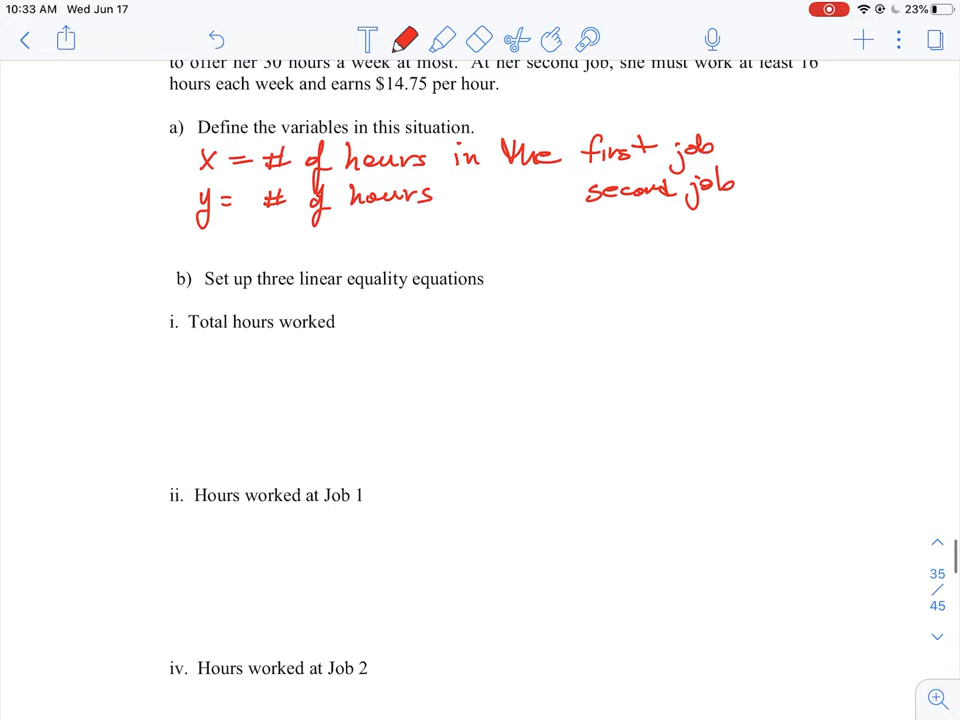 10:33 AM Wed Jun 17
23%
T
to offer her 30 hours a week at most. At her second job, she must work at least 16
hours each week and earns $14.75 per hour.
a) Define the variables in this situation.
x = # of hours in the first job
y = # of hours second job
b) Set up three linear equality equations
i. Total hours worked
ii. Hours worked at Job 1
35
/
45
iv. Hours worked at Job 2